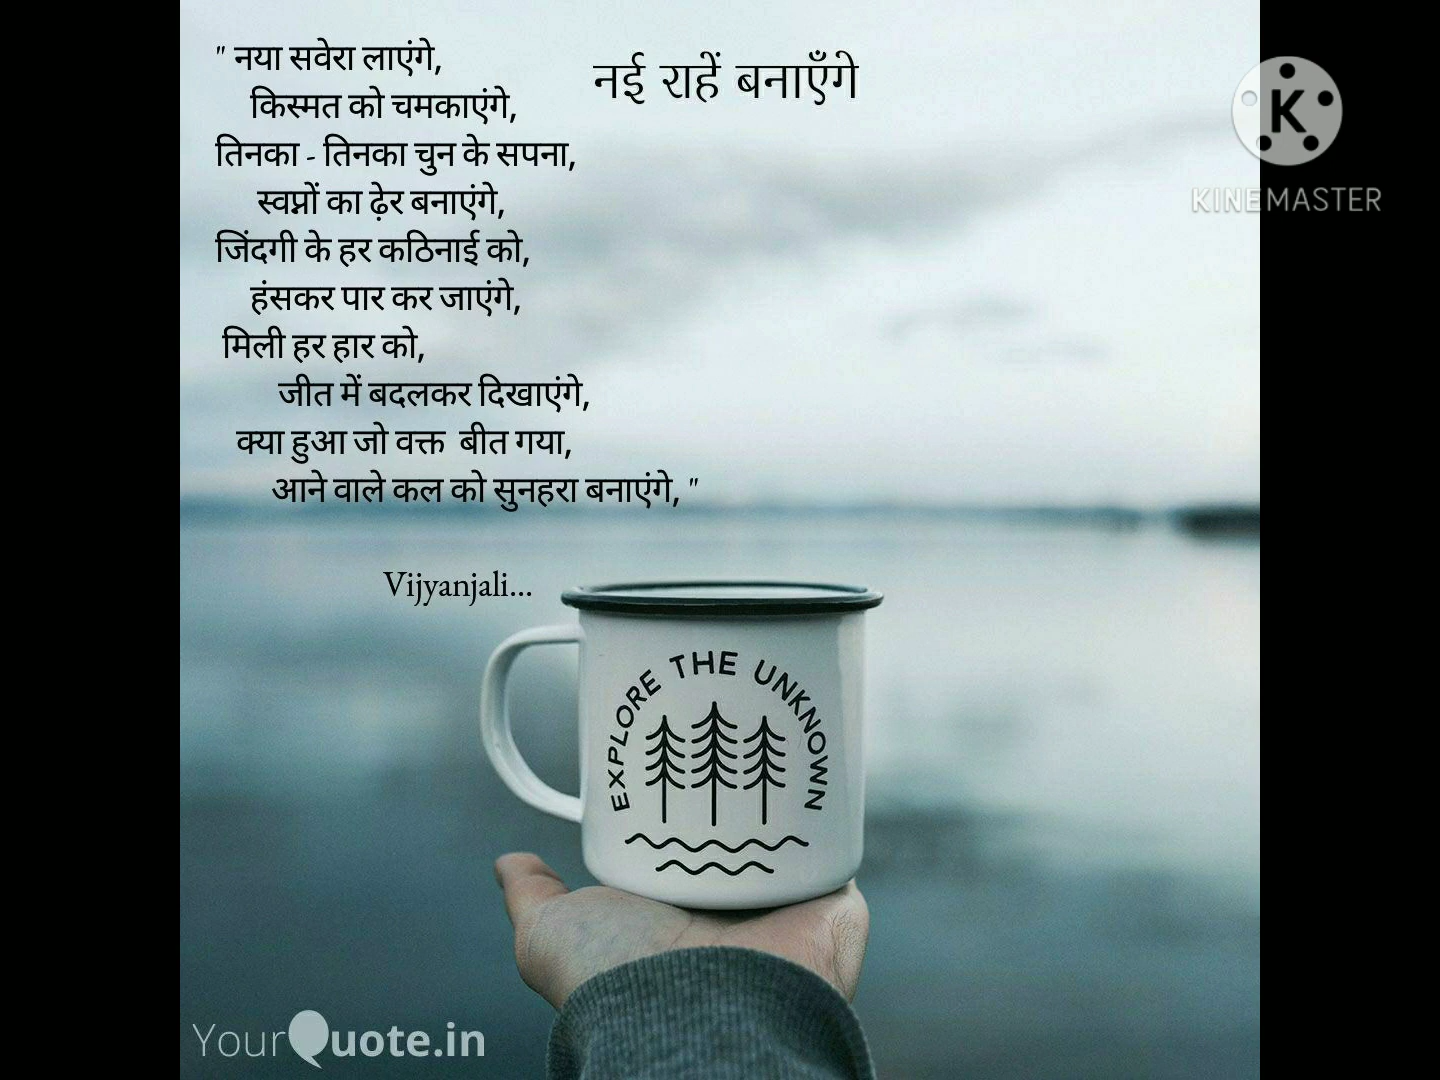 नई राहें बनाएँगे
" नया सवेरा लाएंगे,
किस्मत को चमकाएंगे,
तिनका - तिनका चुन के सपना,
स्वप्नों का ढ़ेर बनाएंगे,
जिंदगी के हर कठिनाई को,
हंसकर पार कर जाएंगे,
मिली हर हार को,
जीत में बदलकर दिखाएंगे,
क्या हुआ जो वक्त बीत गया,
आने वाले कल को सुनहरा बनाएंगे, "
Vijyanjali...
K
KINEMASTER
EXPLORE THE UNKNOWN
YourQuote.in